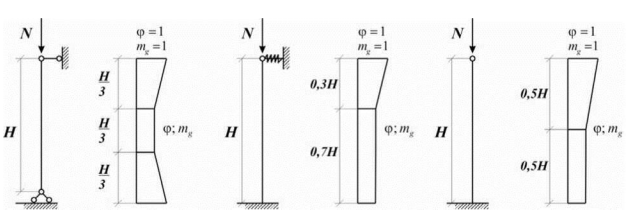 N
φ=1
m_g=1
H
H/3
H/3
H/3
φ; m_g
N
φ=1
m_g=1
H
0,3H
0,7H
φ; m_g
N
φ=1
m_g=1
H
0,5H
0,5H
φ; m_g